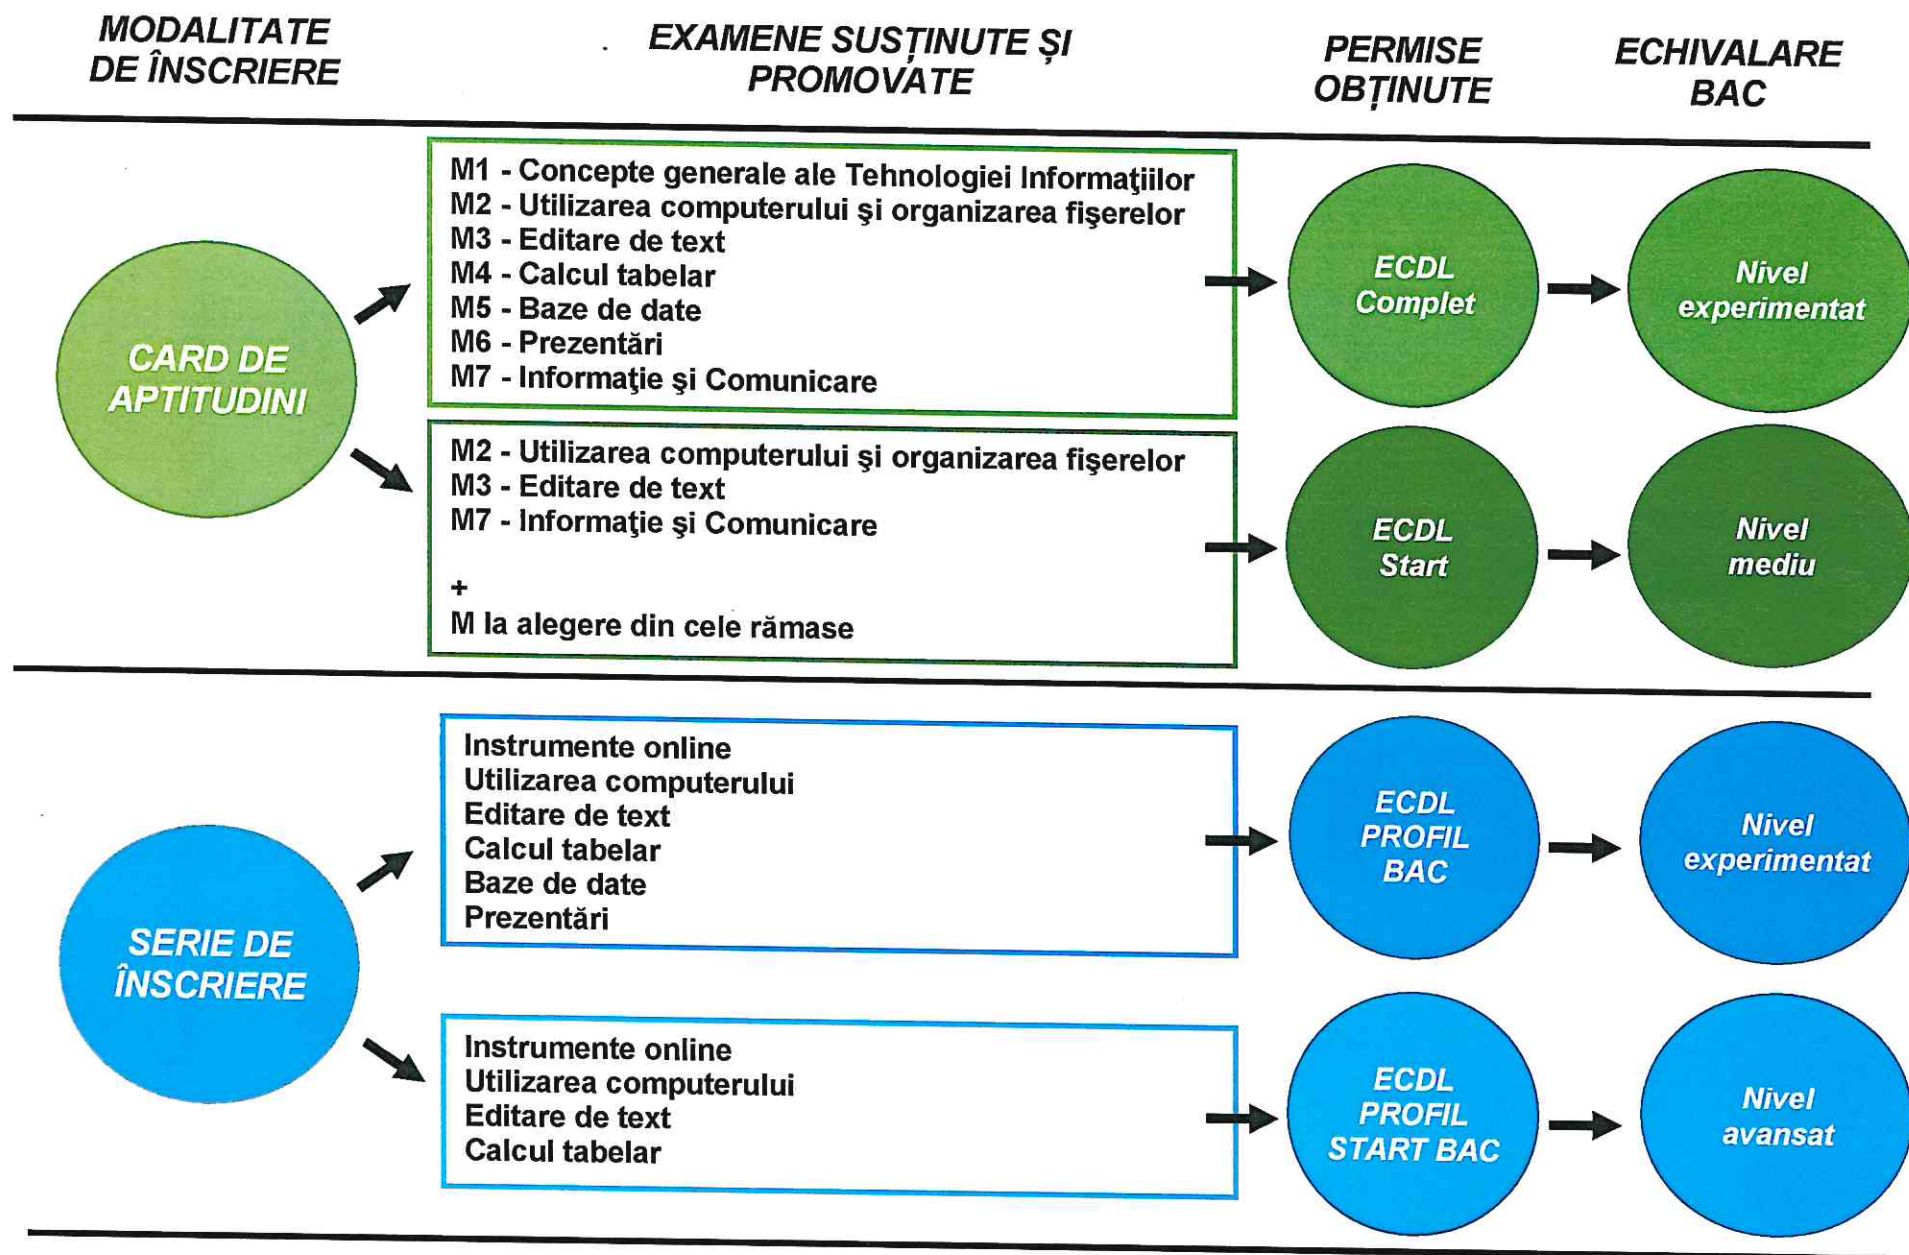 MODALITATE
DE ÎNSCRIERE
EXAMENE SUSȚINUTE ȘI
PROMOVATE
PERMISE
OBȚINUTE
ECHIVALARE
BAC
CARD DE
APTITUDINI
M1 - Concepte generale ale Tehnologiei Informaţiilor
M2 - Utilizarea computerului şi organizarea fişerelor
M3 - Editare de text
M4 - Calcul tabelar
M5 - Baze de date
M6 - Prezentări
M7 - Informaţie şi Comunicare
ECDL
Complet
Nivel
experimentat
M2 - Utilizarea computerului şi organizarea fişerelor
M3 - Editare de text
M7 - Informaţie şi Comunicare
+
M la alegere din cele rămase
ECDL
Start
Nivel
mediu
SERIE DE
ÎNSCRIERE
Instrumente online
Utilizarea computerului
Editare de text
Calcul tabelar
Baze de date
Prezentări
ECDL
PROFIL
BAC
Nivel
experimentat
Instrumente online
Utilizarea computerului
Editare de text
Calcul tabelar
ECDL
PROFIL
START BAC
Nivel
avansat